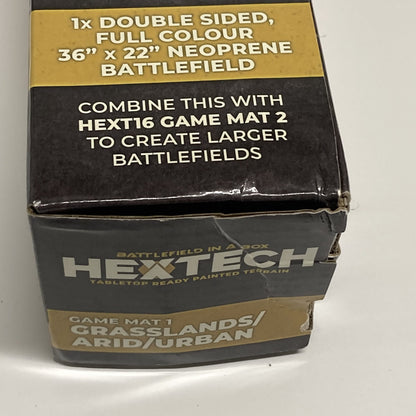 1x DOUBLE SIDED,
FULL COLOUR
36” x 22” NEOPRENE
BATTLEFIELD
COMBINE THIS WITH
HEXT16 GAME MAT 2
TO CREATE LARGER
BATTLEFIELDS
BATTLEFIELD IN A BOX
HEXTECH
TABLETOP READY PAINTED TERRAIN
GAME MAT 1
GRASSLANDS/
ARID/URBAN